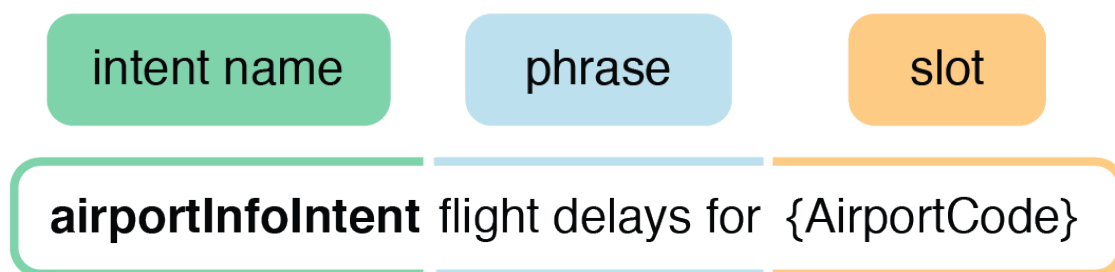 intent name phrase slot
airportInfoIntent flight delays for {AirportCode}